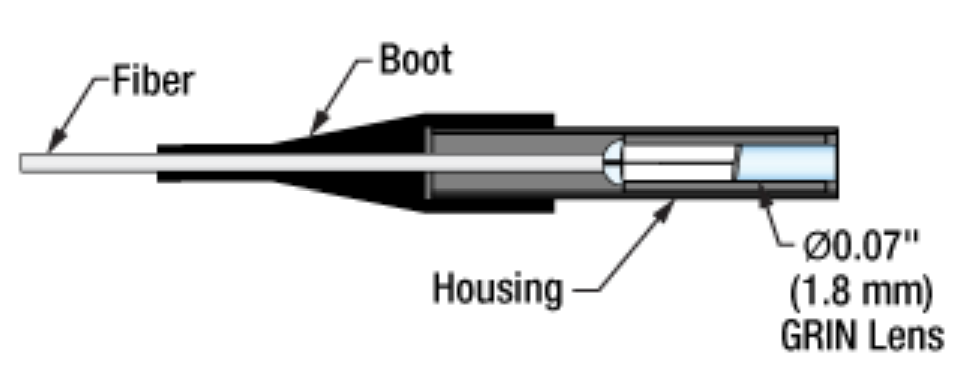 Boot
Fiber
Housing
Ø0.07"
(1.8 mm)
GRIN Lens